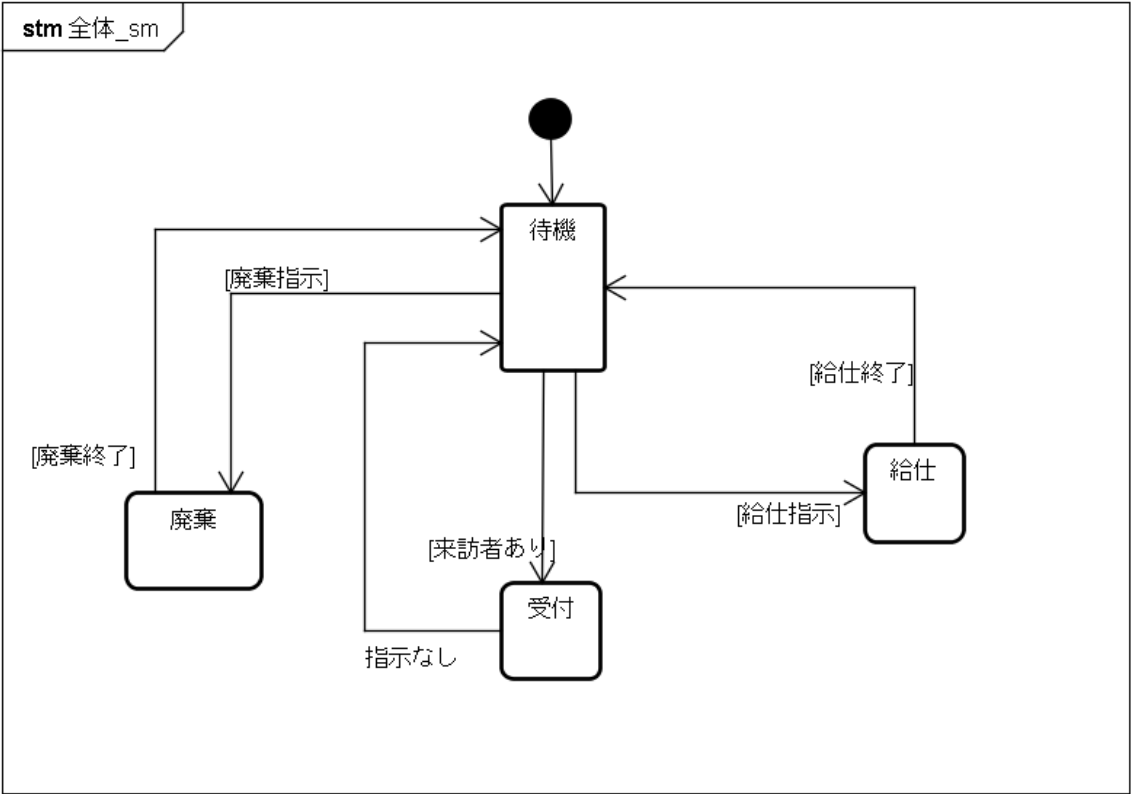 stm 全体_sm
待機
[廃棄指示]
[給仕終了]
[廃棄終了]
給仕
廃棄
[給仕指示]
[来訪者あり]
受付
指示なし